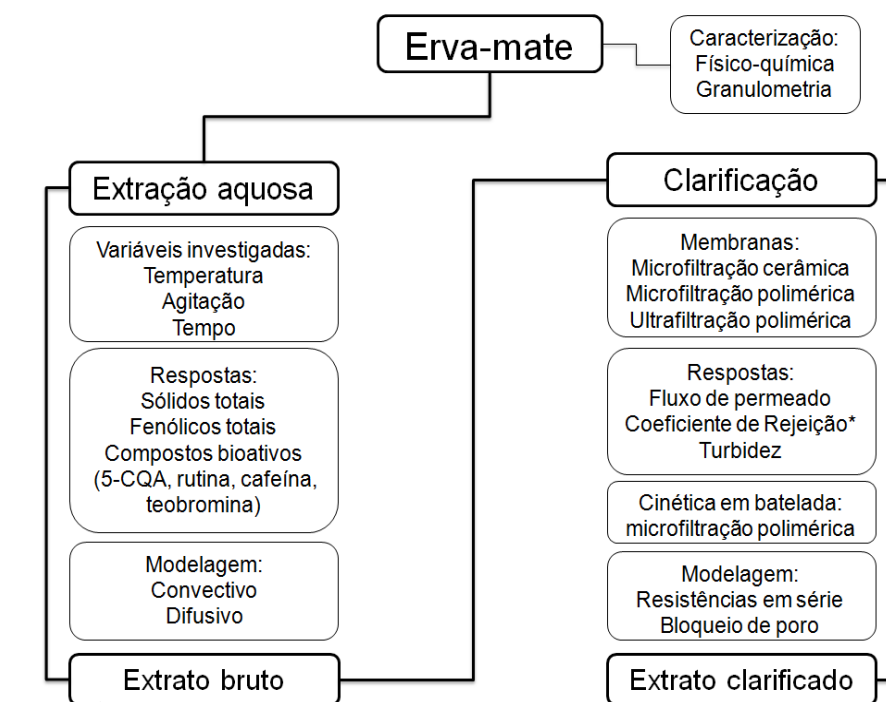 Erva-mate
Caracterização:
Físico-química
Granulometria
Extração aquosa
Variáveis investigadas:
Temperatura
Agitação
Tempo
Respostas:
Sólidos totais
Fenólicos totais
Compostos bioativos
(5-CQA, rutina, cafeína,
teobromina)
Modelagem:
Convectivo
Difusivo
Extrato bruto
Clarificação
Membranas:
Microfiltração cerâmica
Microfiltração polimérica
Ultrafiltração polimérica
Respostas:
Fluxo de permeado
Coeficiente de Rejeição*
Turbidez
Cinética em batelada:
microfiltração polimérica
Modelagem:
Resistências em série
Bloqueio de poro
Extrato clarificado